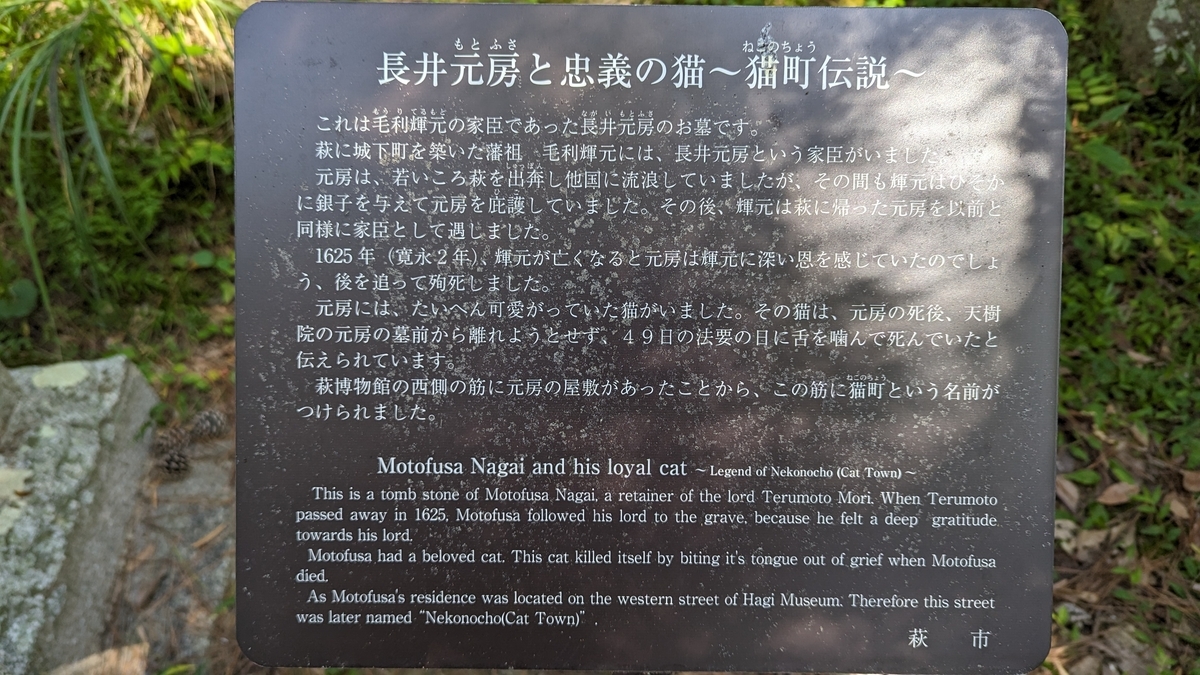 長井元房と忠義の猫～猫町伝説～
これは毛利輝元の家臣であった長井元房のお墓です。
萩に城下町を築いた藩祖　毛利輝元には、長井元房という家臣がいました。
元房は、若いころ萩を出奔し他国に流浪していましたが、その間も輝元はひそか
に銀子を与えて元房を庇護していました。その後、輝元は萩に帰った元房を以前と
同様に家臣として遇しました。
1625年（寛永2年）、輝元が亡くなると元房は輝元に深い恩を感じていたのでしょ
う、後を追って殉死しました。
元房には、たいへん可愛がっていた猫がいました。その猫は、元房の死後、天樹
院の元房の墓前から離れようとせず、４９日の法要の日に舌を噛んで死んでいたと
伝えられています。
萩博物館の西側の筋に元房の屋敷があったことから、この筋に猫町という名前が
つけられました。
Motofusa Nagai and his loyal cat ～Legend of Nekonocho (Cat Town)～
This is a tomb stone of Motofusa Nagai, a retainer of the lord Terumoto Mori. When Terumoto
passed away in 1625, Motofusa followed his lord to the grave, because he felt a deep gratitude
towards his lord.
Motofusa had a beloved cat. This cat killed itself by biting it's tongue out of grief when Motofusa
died.
As Motofusa's residence was located on the western street of Hagi Museum. Therefore this street
was later named "Nekonocho(Cat Town)" .
萩　市